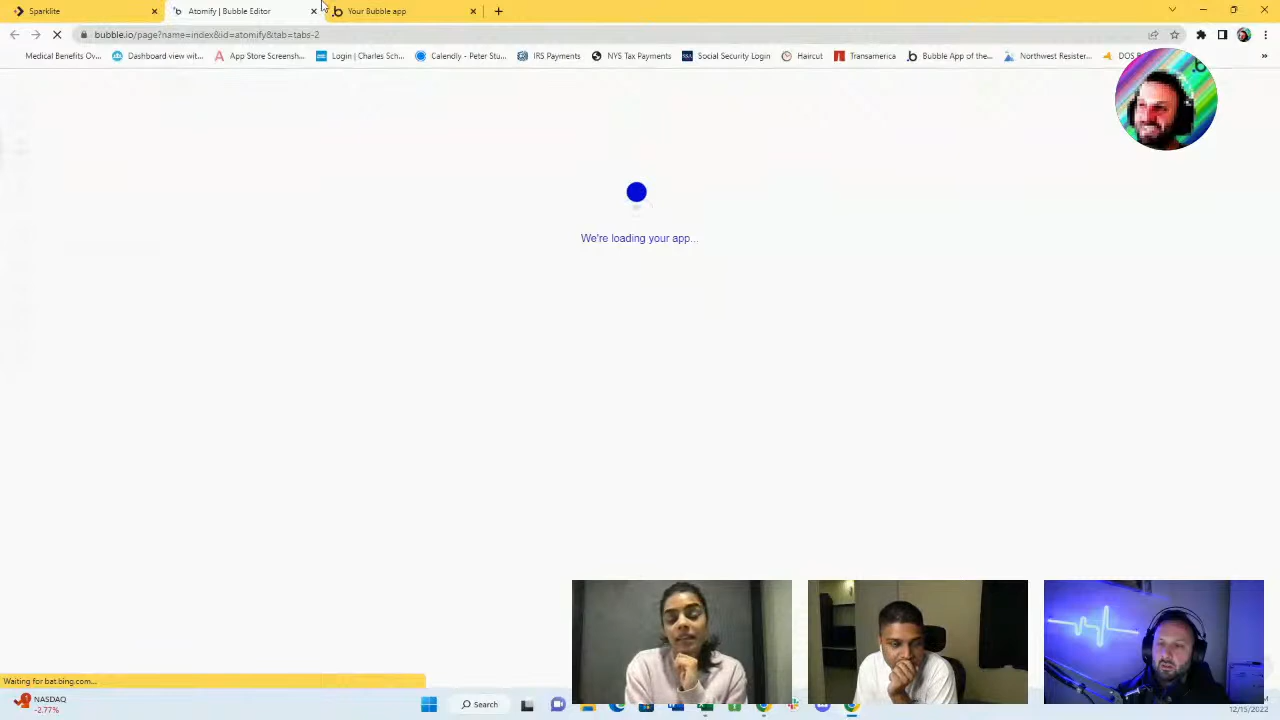 Sparklite
Atomify | Bubble Editor
Your Bubble app
bubble.org/page?name=index&id=atomify&tab=tabs-2
Medical Benefits Ov...
Dashboard view wit...
App Store Screensh...
Login | Charles Sch...
Calendly - Peter Stu...
IRS Payments
NYS Tax Payments
Social Security Login
Haircut
Transamerica
Bubble App of the...
Northwest Register...
DOS
We're loading your app...
Waiting for bat.bing.com...
NASDAQ
-2.77%
Search
12/15/2022